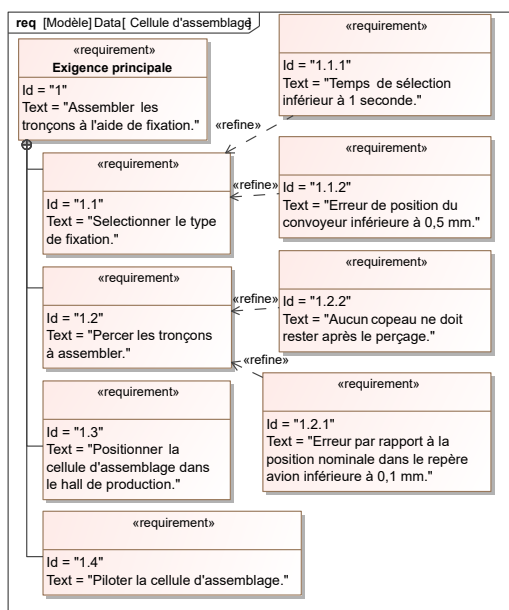 req [Modèle] Data[ Cellule d'assemblage]
«requirement»
Exigence principale
Id = "1"
Text = "Assembler les
tronçons à l'aide de fixation."
«requirement»
Id = "1.1.1"
Text = "Temps de sélection
inférieur à 1 seconde."
«refine»
«requirement»
Id = "1.1"
Text = "Selectionner le type
de fixation."
«requirement»
«refine»
Id = "1.1.2"
Text = "Erreur de position du
convoyeur inférieure à 0,5 mm."
«requirement»
Id = "1.2"
Text = "Percer les tronçons
à assembler."
«requirement»
«refine»
Id = "1.2.2"
Text = "Aucun copeau ne doit
rester après le perçage."
«refine»
«requirement»
Id = "1.3"
Text = "Positionner la
cellule d'assemblage dans
le hall de production."
«requirement»
Id = "1.2.1"
Text = "Erreur par rapport à la
position nominale dans le repère
avion inférieure à 0,1 mm."
«requirement»
Id = "1.4"
Text = "Piloter la cellule d'assemblage."